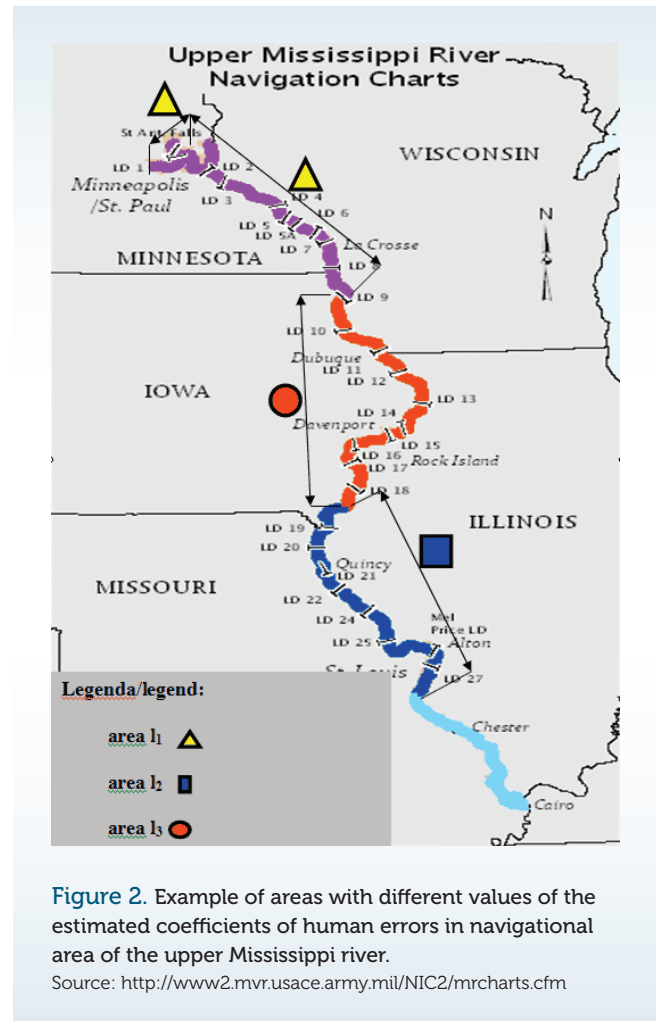 Upper Mississippi River
Navigation Charts
St Ant. Falls
WISCONSIN
LD 1
LD 2
Minneapolis
/St. Paul
LD 3
LD 4
LD 5
LD 6
LD 5A
LD 7
La Crosse
N
MINNESOTA
LD 8
LD 9
LD 10
Dubuque
LD 11
LD 12
IOWA
LD 13
LD 14
Davenport
LD 15
LD 16
Rock Island
LD 17
LD 18
ILLINOIS
LD 19
LD 20
Quincy
LD 21
MISSOURI
LD 22
LD 24
Mel
Price LD
LD 25
Alton
St. Louis
LD 27
Legenda/legend:
Chester
area l1
area l2
Cairo
area l3
Figure 2. Example of areas with different values of the
estimated coefficients of human errors in navigational
area of the upper Mississippi river.
Source: http://www2.mvr.usace.army.mil/NIC2/mrcharts.cfm